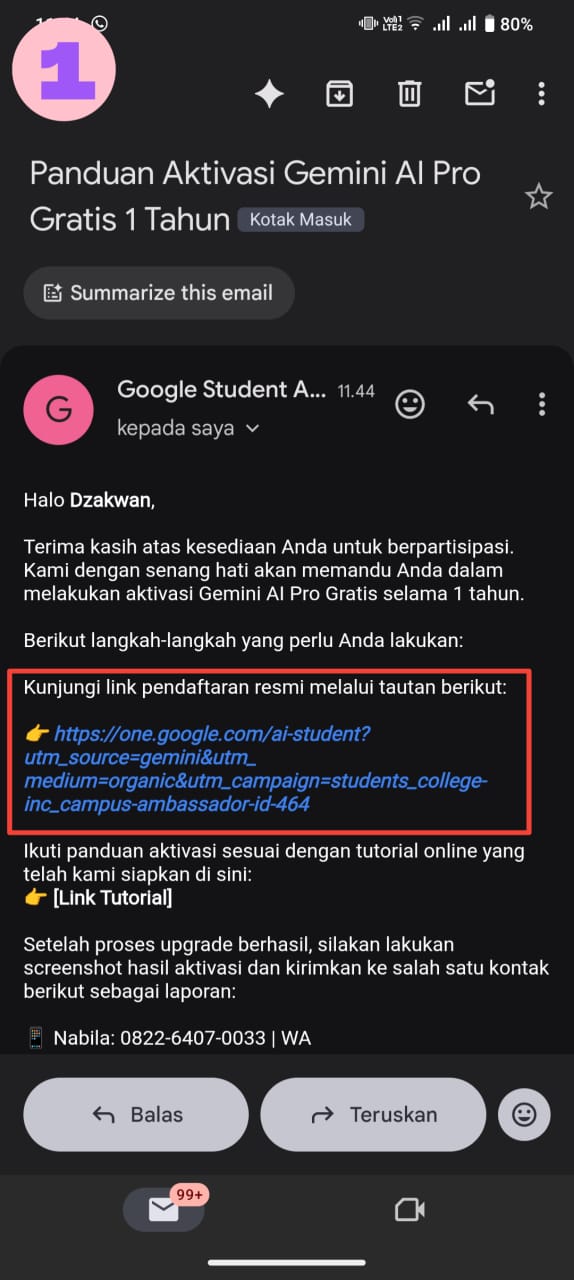 1
80%
Panduan Aktivasi Gemini AI Pro
Gratis 1 Tahun Kotak Masuk
Summarize this email
G
Google Student A... 11.44
kepada saya
Halo Dzakwan,
Terima kasih atas kesediaan Anda untuk berpartisipasi.
Kami dengan senang hati akan memandu Anda dalam
melakukan aktivasi Gemini AI Pro Gratis selama 1 tahun.
Berikut langkah-langkah yang perlu Anda lakukan:
Kunjungi link pendaftaran resmi melalui tautan berikut:
👉 https://one.google.com/ai-student?
utm_source=gemini&utm_
medium=organic&utm_campaign=students_college-
inc_campus-ambassador-id-464
Ikuti panduan aktivasi sesuai dengan tutorial online yang
telah kami siapkan di sini:
👉 [Link Tutorial]
Setelah proses upgrade berhasil, silakan lakukan
screenshot hasil aktivasi dan kirimkan ke salah satu kontak
berikut sebagai laporan:
📱 Nabila: 0822-6407-0033 | WA
Balas
Teruskan
99+